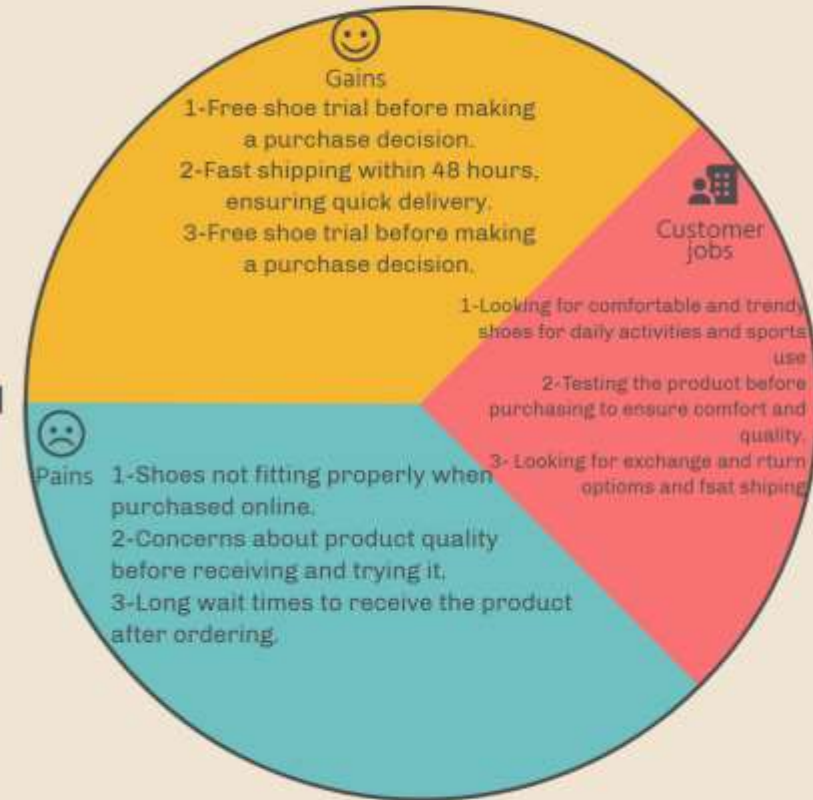 Gains
1-Free shoe trial before making
a purchase decision.
2-Fast shipping within 48 hours,
ensuring quick delivery.
3-Free shoe trial before making
a purchase decision.
Customer
jobs
1-Looking for comfortable and trendy
shoes for daily activities and sports
use
2-Testing the product before
purchasing to ensure comfort and
quality.
3- Looking for exchange and rturn
optioms and fsat shiping
Pains
1-Shoes not fitting properly when
purchased online.
2-Concerns about product quality
before receiving and trying it.
3-Long wait times to receive the product
after ordering.